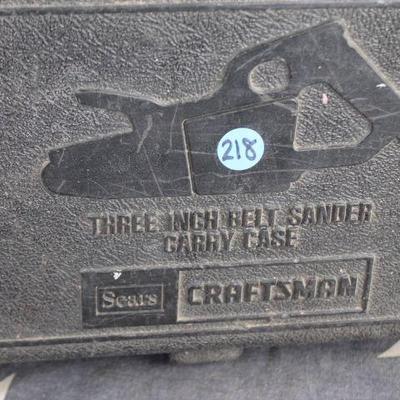 218
THREE INCH BELT SANDER
CARRY CASE
Sears CRAFTSMAN